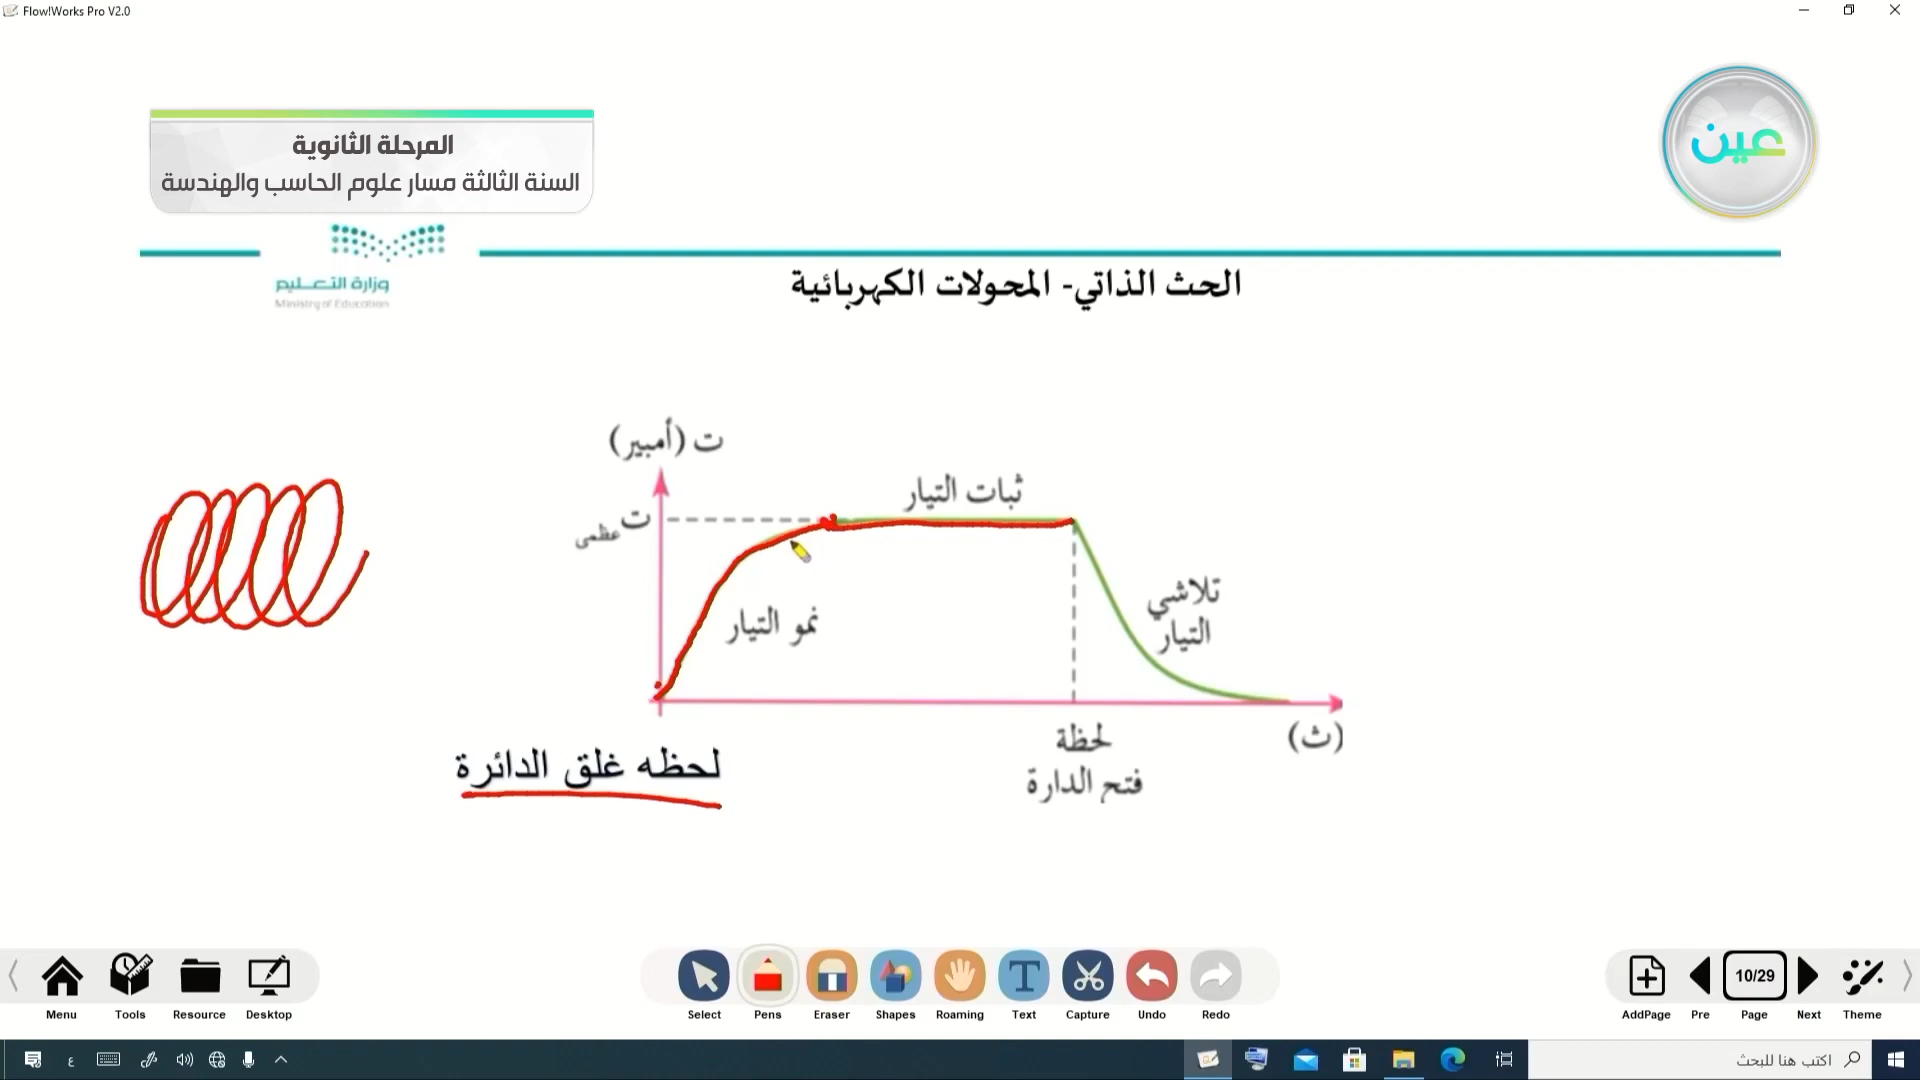 Flow!Works Pro V2.0
المرحلة الثانوية
السنة الثالثة مسار علوم الحاسب والهندسة
عين
وزارة التعليم
Ministry of Education
الحث الذاتي- المحولات الكهربائية
ت (أمبير)
ت عظمى
ثبات التيار
نمو التيار
تلاشي
التيار
لحظة
فتح الدارة
(ث)
لحظه غلق الدائرة
Menu
Tools
Resource
Desktop
Select
Pens
Eraser
Shapes
Roaming
T
Text
Capture
Undo
Redo
AddPage
Pre
10/29
Page
Next
Theme
ع
اكتب هنا للبحث